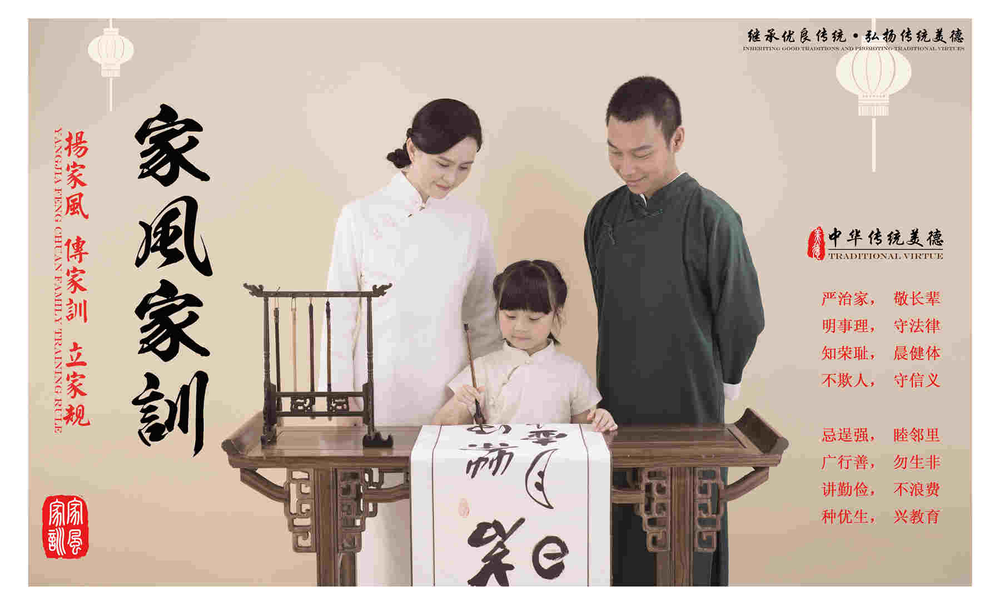 继承优良传统·弘扬传统美德
INHERITING GOOD TRADITIONS AND PROMOTING TRADITIONAL VIRTUES
家風家訓
揚家風 傳家訓 立家规
YANGJIA FENG CHUAN FAMILY TRAINING RULE
家風
家訓
美德
中华传统美德
TRADITIONAL VIRTUE
严治家， 敬长辈
明事理， 守法律
知荣耻， 晨健体
不欺人， 守信义
忌逞强， 睦邻里
广行善， 勿生非
讲勤俭， 不浪费
种优生， 兴教育